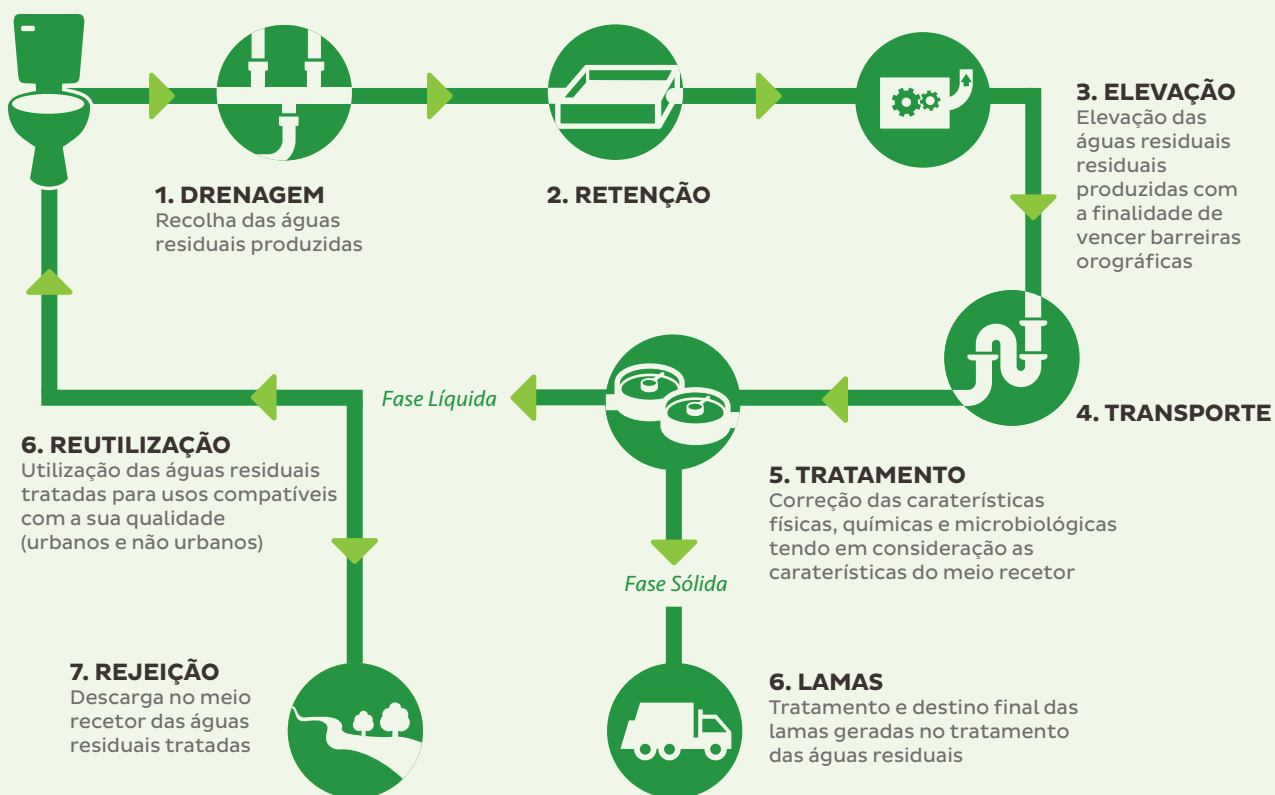 1. DRENAGEM
Recolha das águas
residuais produzidas
2. RETENÇÃO
3. ELEVAÇÃO
Elevação das
águas residuais
residuais
produzidas com
a finalidade de
vencer barreiras
orográficas
4. TRANSPORTE
5. TRATAMENTO
Correção das caraterísticas
físicas, químicas e microbiológicas
tendo em consideração as
caraterísticas do meio recetor
Fase Líquida
6. REUTILIZAÇÃO
Utilização das águas residuais
tratadas para usos compatíveis
com a sua qualidade
(urbanos e não urbanos)
Fase Sólida
7. REJEIÇÃO
Descarga no meio
recetor das águas
residuais tratadas
6. LAMAS
Tratamento e destino final das
lamas geradas no tratamento
das águas residuais